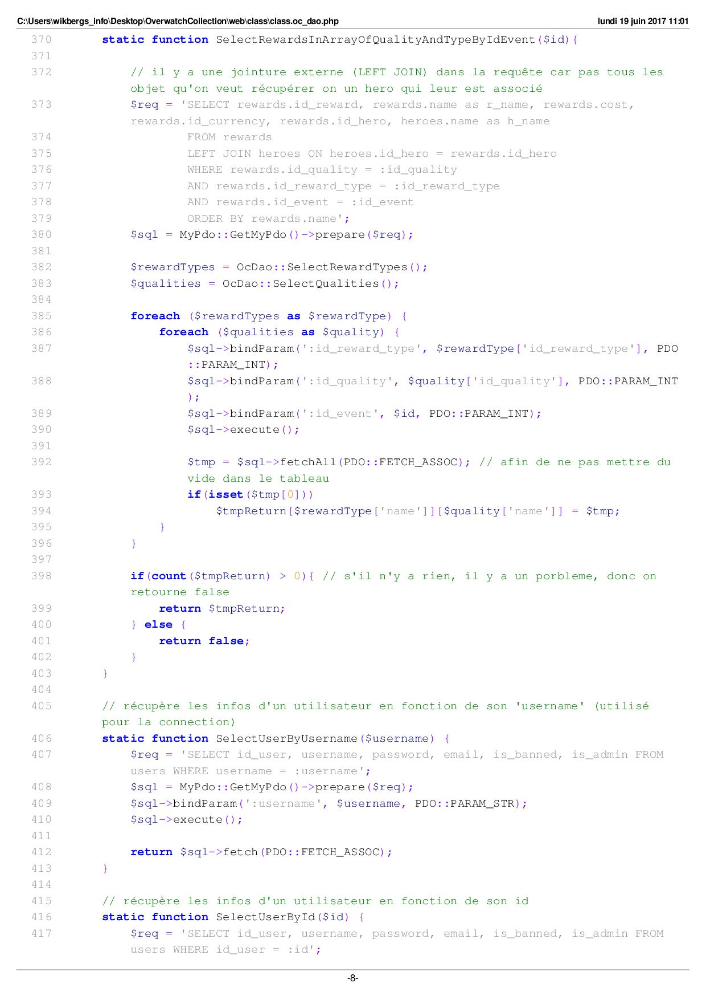 C:\Users\wikbergs_info\Desktop\OverwatchCollection\web\class\class.oc_dao.php lundi 19 juin 2017 11:01
370 static function SelectRewardsInArrayOfQualityAndTypeByIdEvent($id){
371
372 // il y a une jointure externe (LEFT JOIN) dans la requête car pas tous les
objet qu'on veut récupérer on un hero qui leur est associé
373 $req = 'SELECT rewards.id_reward, rewards.name as r_name, rewards.cost,
rewards.id_currency, rewards.id_hero, heroes.name as h_name
374 FROM rewards
375 LEFT JOIN heroes ON heroes.id_hero = rewards.id_hero
376 WHERE rewards.id_quality = :id_quality
377 AND rewards.id_reward_type = :id_reward_type
378 AND rewards.id_event = :id_event
379 ORDER BY rewards.name';
380 $sql = MyPdo::GetMyPdo()->prepare($req);
381
382 $rewardTypes = OcDao::SelectRewardTypes();
383 $qualities = OcDao::SelectQualities();
384
385 foreach ($rewardTypes as $rewardType) {
386 foreach ($qualities as $quality) {
387 $sql->bindParam(':id_reward_type', $rewardType['id_reward_type'], PDO
::PARAM_INT);
388 $sql->bindParam(':id_quality', $quality['id_quality'], PDO::PARAM_INT
);
389 $sql->bindParam(':id_event', $id, PDO::PARAM_INT);
390 $sql->execute();
391
392 $tmp = $sql->fetchAll(PDO::FETCH_ASSOC); // afin de ne pas mettre du
vide dans le tableau
393 if(isset($tmp[0]))
394 $tmpReturn[$rewardType['name']][$quality['name']] = $tmp;
395 }
396 }
397
398 if(count($tmpReturn) > 0){ // s'il n'y a rien, il y a un porbleme, donc on
retourne false
399 return $tmpReturn;
400 } else {
401 return false;
402 }
403 }
404
405 // récupère les infos d'un utilisateur en fonction de son 'username' (utilisé
pour la connection)
406 static function SelectUserByUsername($username) {
407 $req = 'SELECT id_user, username, password, email, is_banned, is_admin FROM
users WHERE username = :username';
408 $sql = MyPdo::GetMyPdo()->prepare($req);
409 $sql->bindParam(':username', $username, PDO::PARAM_STR);
410 $sql->execute();
411
412 return $sql->fetch(PDO::FETCH_ASSOC);
413 }
414
415 // récupère les infos d'un utilisateur en fonction de son id
416 static function SelectUserById($id) {
417 $req = 'SELECT id_user, username, password, email, is_banned, is_admin FROM
users WHERE id_user = :id';
-8-